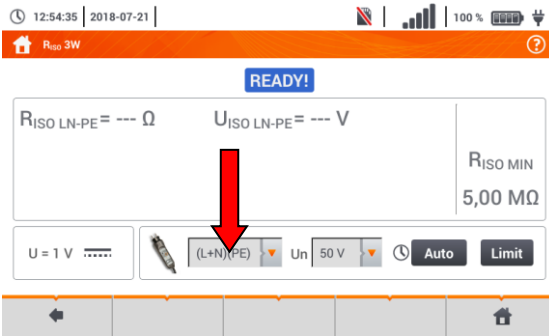 12:54:35 2018-07-21 100 %
RISO 3W ?
READY!
RISO LN-PE= --- Ω UISO LN-PE= --- V
RISO MIN
5,00 MΩ
U = 1 V (L+N)(PE) Un 50 V Auto Limit